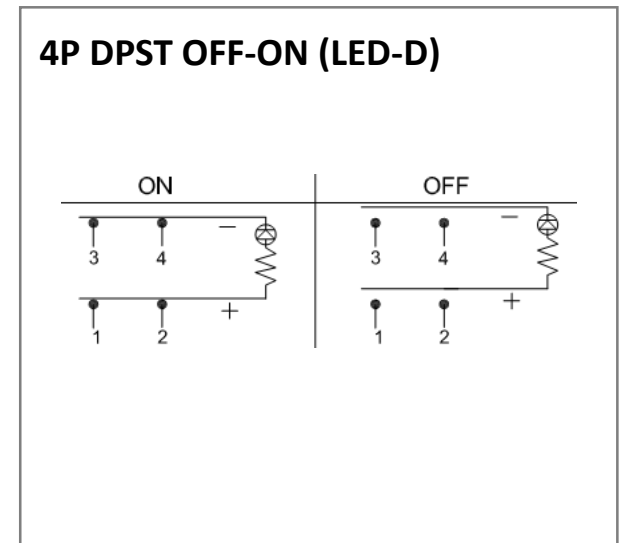 4P DPST OFF-ON (LED-D)
ON OFF
− −
3 4 3 4
+ +
1 2 1 2